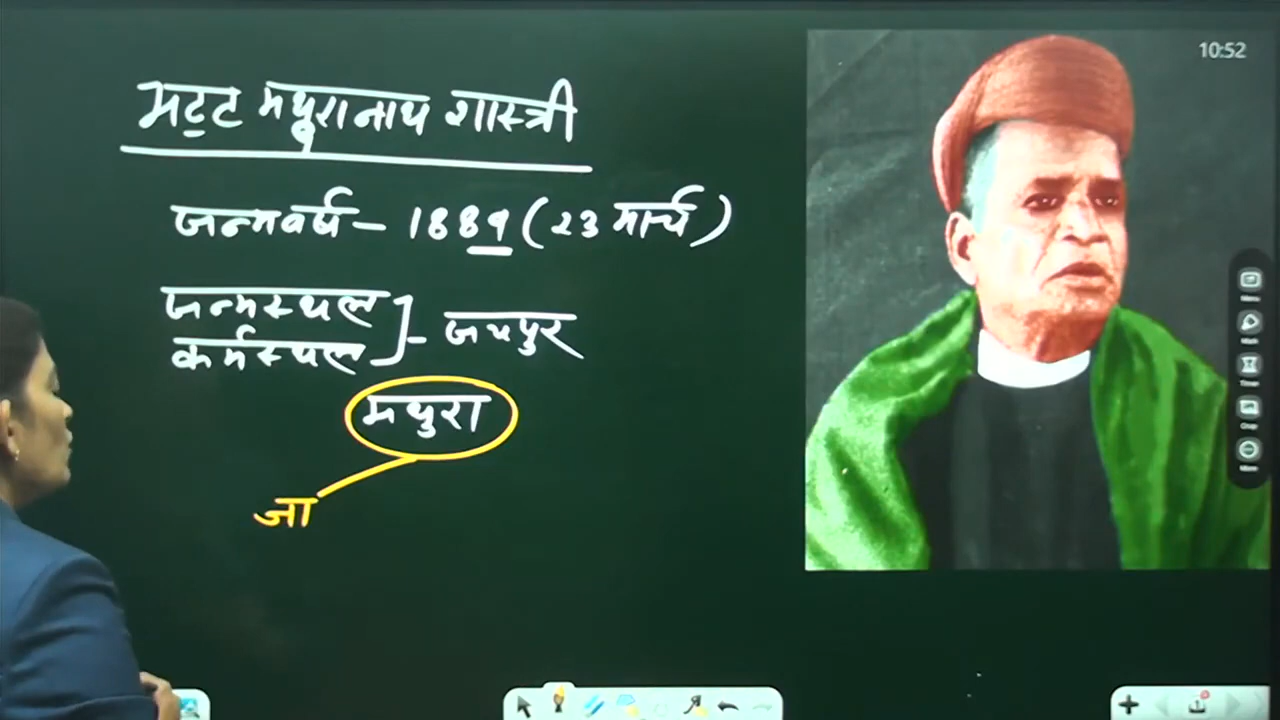 भट्ट मथुरानाथ शास्त्री
10:52
जन्मवर्ष - 1889 (23 मार्च)
जन्मस्थल
कर्मस्थल
] - जयपुर
मथुरा
जा